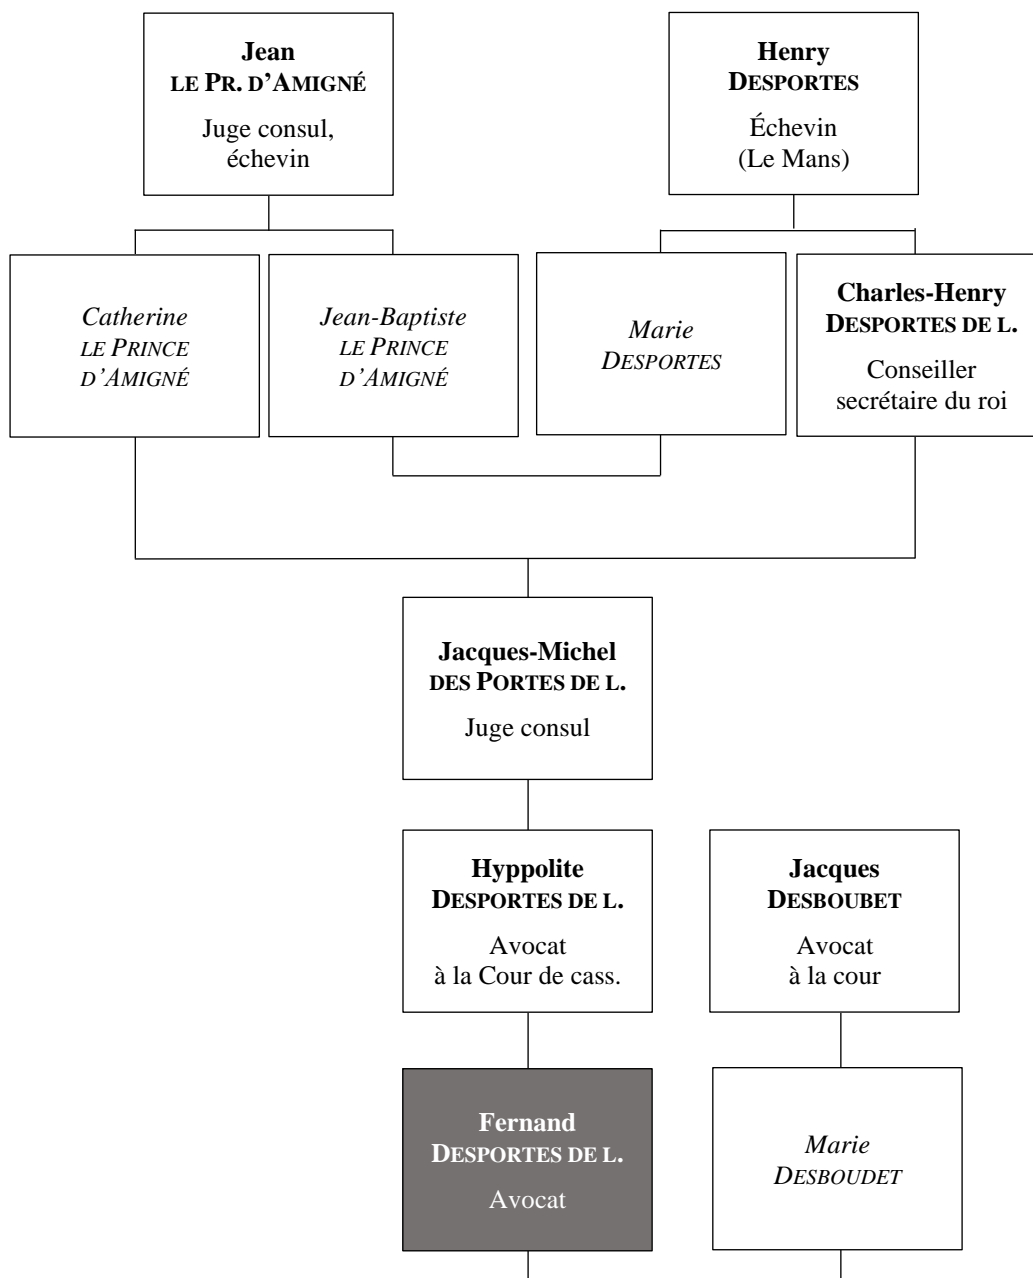 Jean
LE PR. D’AMIGNÉ
Juge consul,
échevin
Henry
DESPORTES
Échevin
(Le Mans)
Catherine
LE PRINCE
D’AMIGNÉ
Jean-Baptiste
LE PRINCE
D’AMIGNÉ
Marie
DESPORTES
Charles-Henry
DESPORTES DE L.
Conseiller
secrétaire du roi
Jacques-Michel
DES PORTES DE L.
Juge consul
Hyppolite
DESPORTES DE L.
Avocat
à la Cour de cass.
Jacques
DESBOUBET
Avocat
à la cour
Fernand
DESPORTES DE L.
Avocat
Marie
DESBOUDET